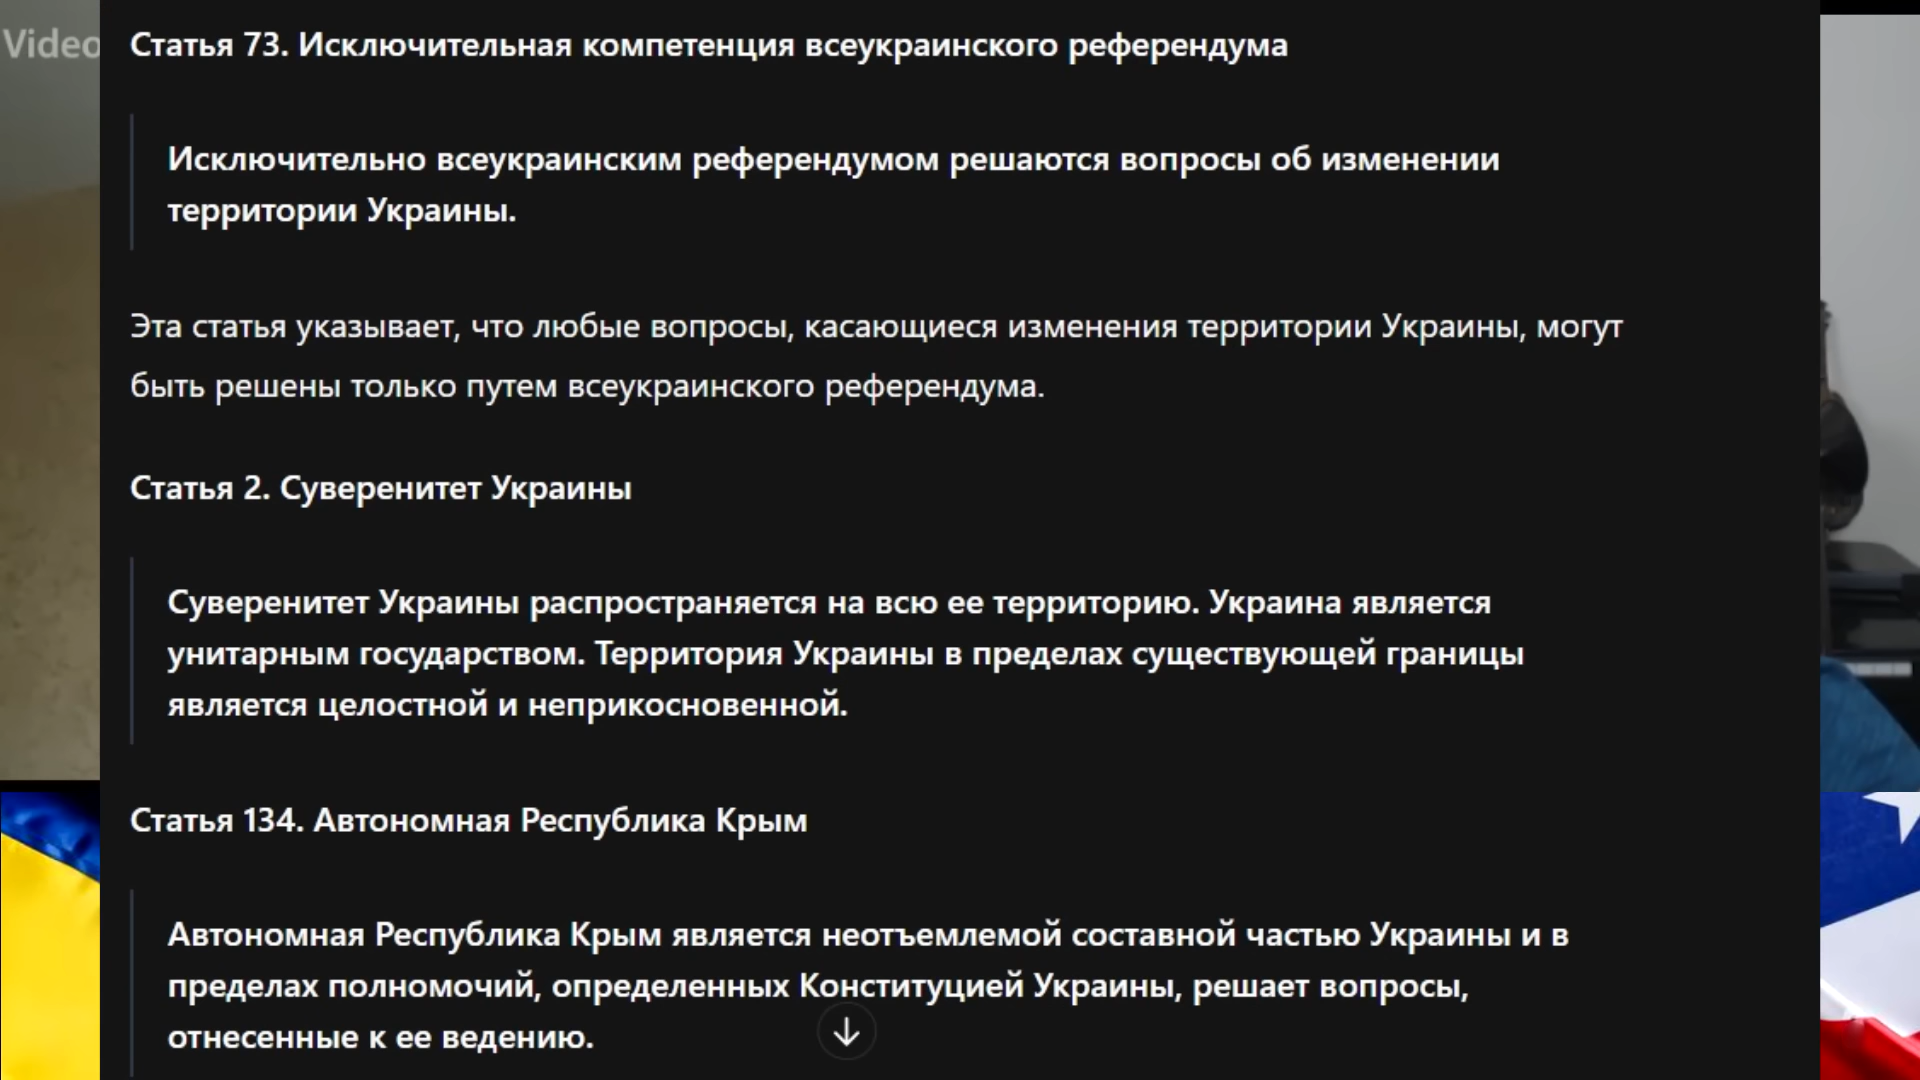 Video
Статья 73. Исключительная компетенция всеукраинского референдума
Исключительно всеукраинским референдумом решаются вопросы об изменении
территории Украины.
Эта статья указывает, что любые вопросы, касающиеся изменения территории Украины, могут
быть решены только путем всеукраинского референдума.
Статья 2. Суверенитет Украины
Суверенитет Украины распространяется на всю ее территорию. Украина является
унитарным государством. Территория Украины в пределах существующей границы
является целостной и неприкосновенной.
Статья 134. Автономная Республика Крым
Автономная Республика Крым является неотъемлемой составной частью Украины и в
пределах полномочий, определенных Конституцией Украины, решает вопросы,
отнесенные к ее ведению.